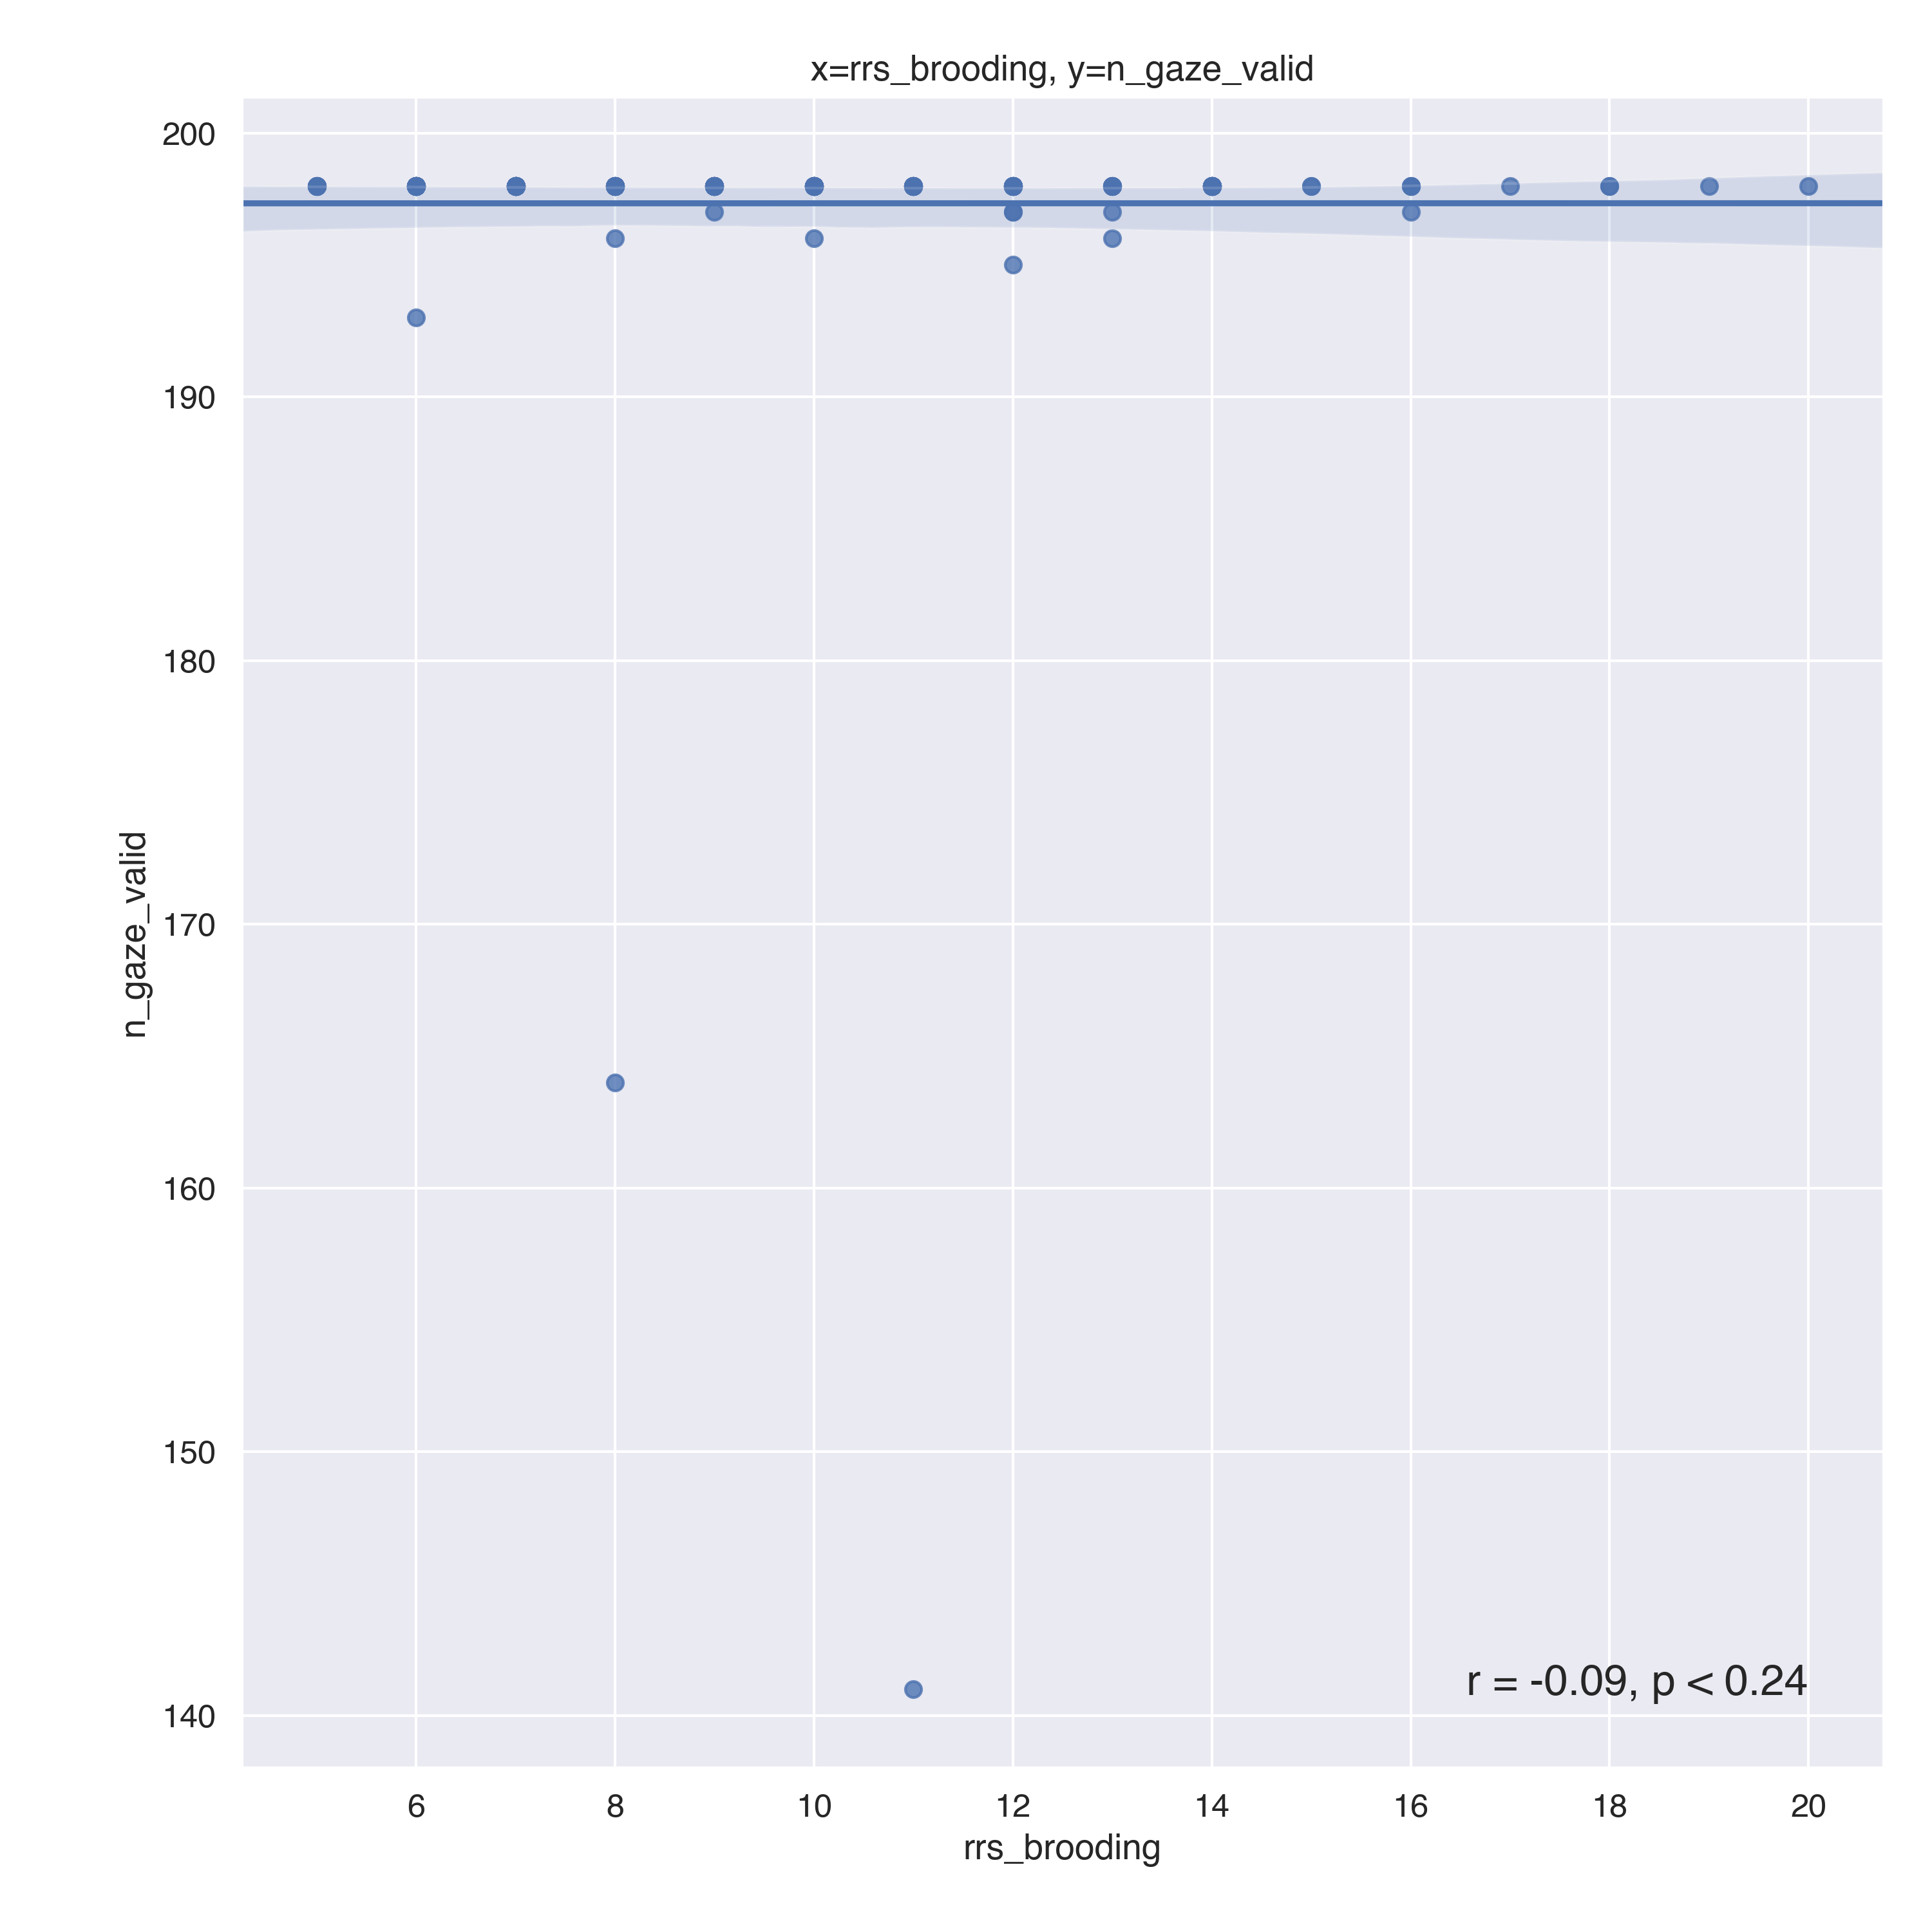 x=rrs_brooding, y=n_gaze_valid
200
190
180
170
160
150
140
n_gaze_valid
r = -0.09, p < 0.24
6 8 10 12 14 16 18 20
rrs_brooding